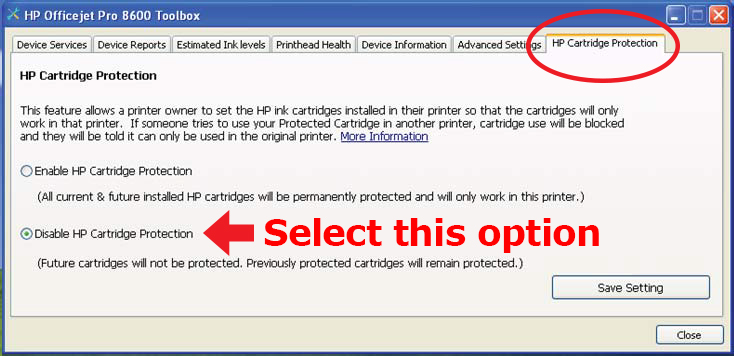 HP Officejet Pro 8600 Toolbox
Device Services Device Reports Estimated Ink levels Printhead Health Device Information Advanced Settings HP Cartridge Protection
HP Cartridge Protection
This feature allows a printer owner to set the HP ink cartridges installed in their printer so that the cartridges will only
work in that printer. If someone tries to use your Protected Cartridge in another printer, cartridge use will be blocked
and they will be told it can only be used in the original printer. More Information
Enable HP Cartridge Protection
(All current & future installed HP cartridges will be permanently protected and will only work in this printer.)
Disable HP Cartridge Protection
Select this option
(Future cartridges will not be protected. Previously protected cartridges will remain protected.)
Save Setting
Close